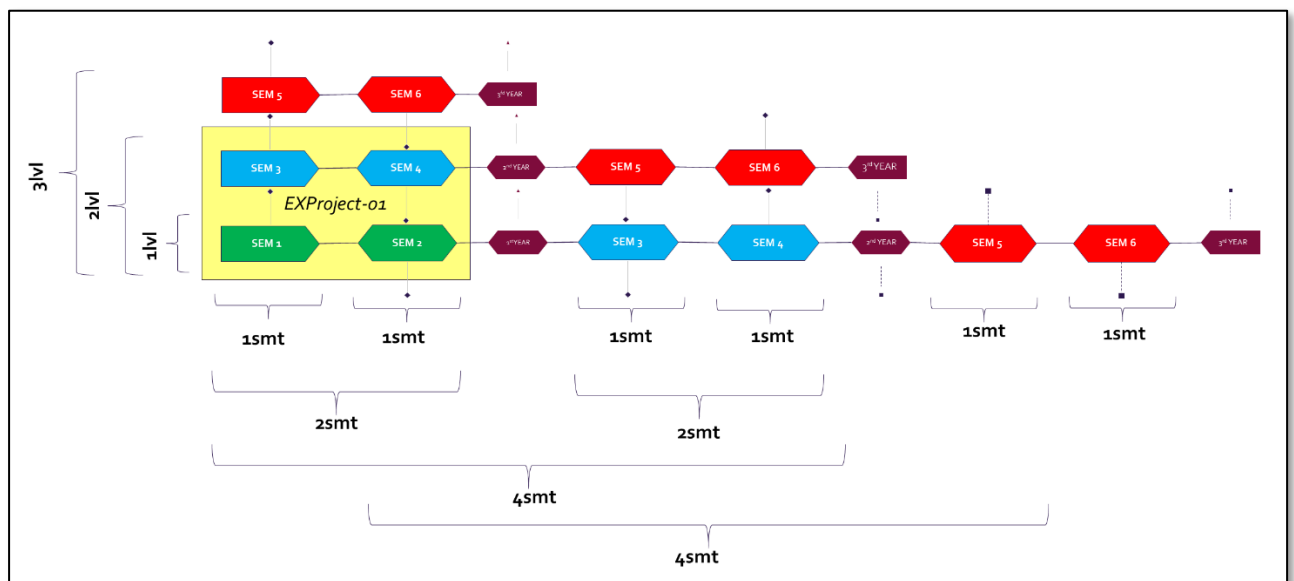 SEM 5 SEM 6 3rd YEAR
SEM 3 SEM 4 2nd YEAR SEM 5 SEM 6 3rd YEAR
EXProject-01
SEM 1 SEM 2 1st YEAR SEM 3 SEM 4 2nd YEAR SEM 5 SEM 6 3rd YEAR
3lvl
2lvl
1lvl
1smt 1smt 1smt 1smt 1smt 1smt
2smt 2smt
4smt
4smt